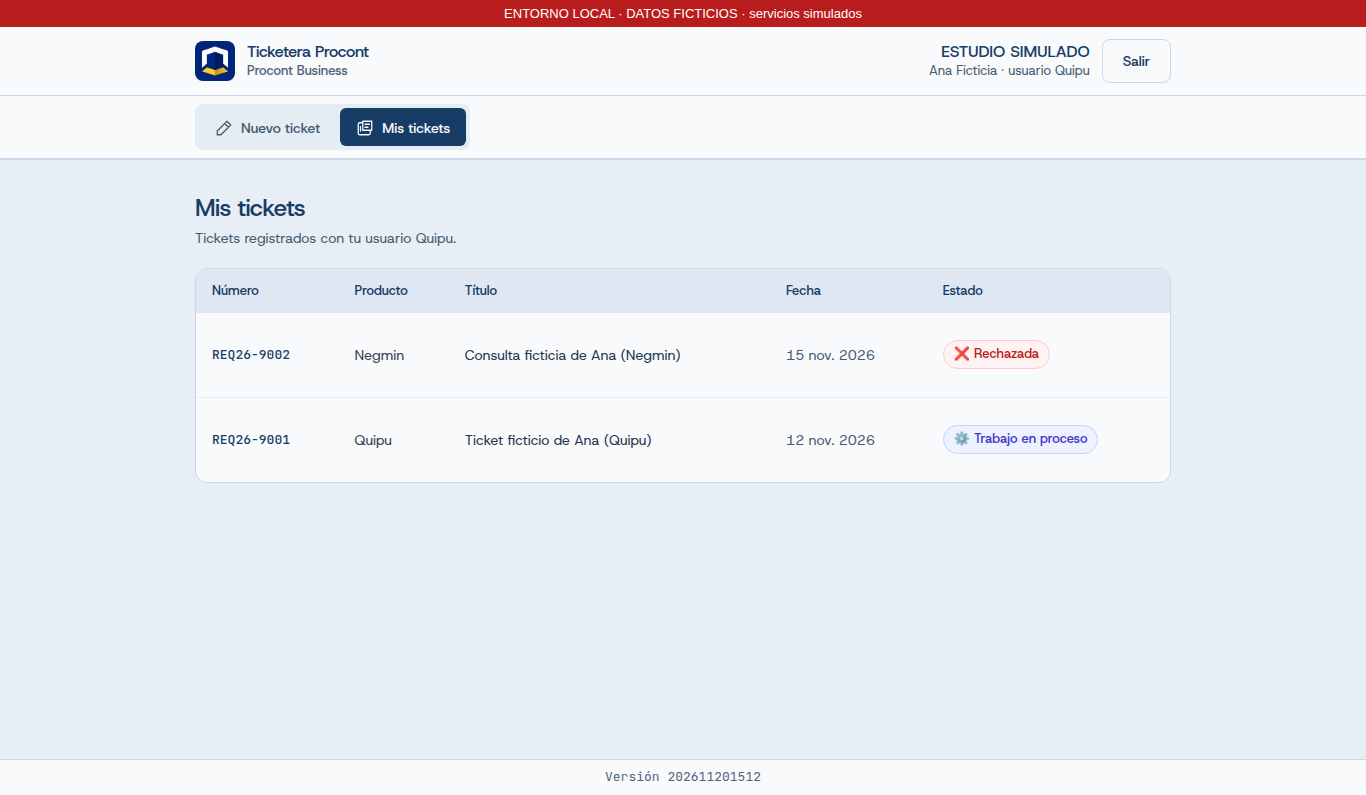 ENTORNO LOCAL · DATOS FICTICIOS · servicios simulados
Ticketera Procont
Procont Business
ESTUDIO SIMULADO
Ana Ficticia · usuario Quipu
Salir
Nuevo ticket
Mis tickets
Mis tickets
Tickets registrados con tu usuario Quipu.
Número Producto Título Fecha Estado
REQ26-9002 Negmin Consulta ficticia de Ana (Negmin) 15 nov. 2026 ❌ Rechazada
REQ26-9001 Quipu Ticket ficticio de Ana (Quipu) 12 nov. 2026 ⚙️ Trabajo en proceso
Versión 202611201512